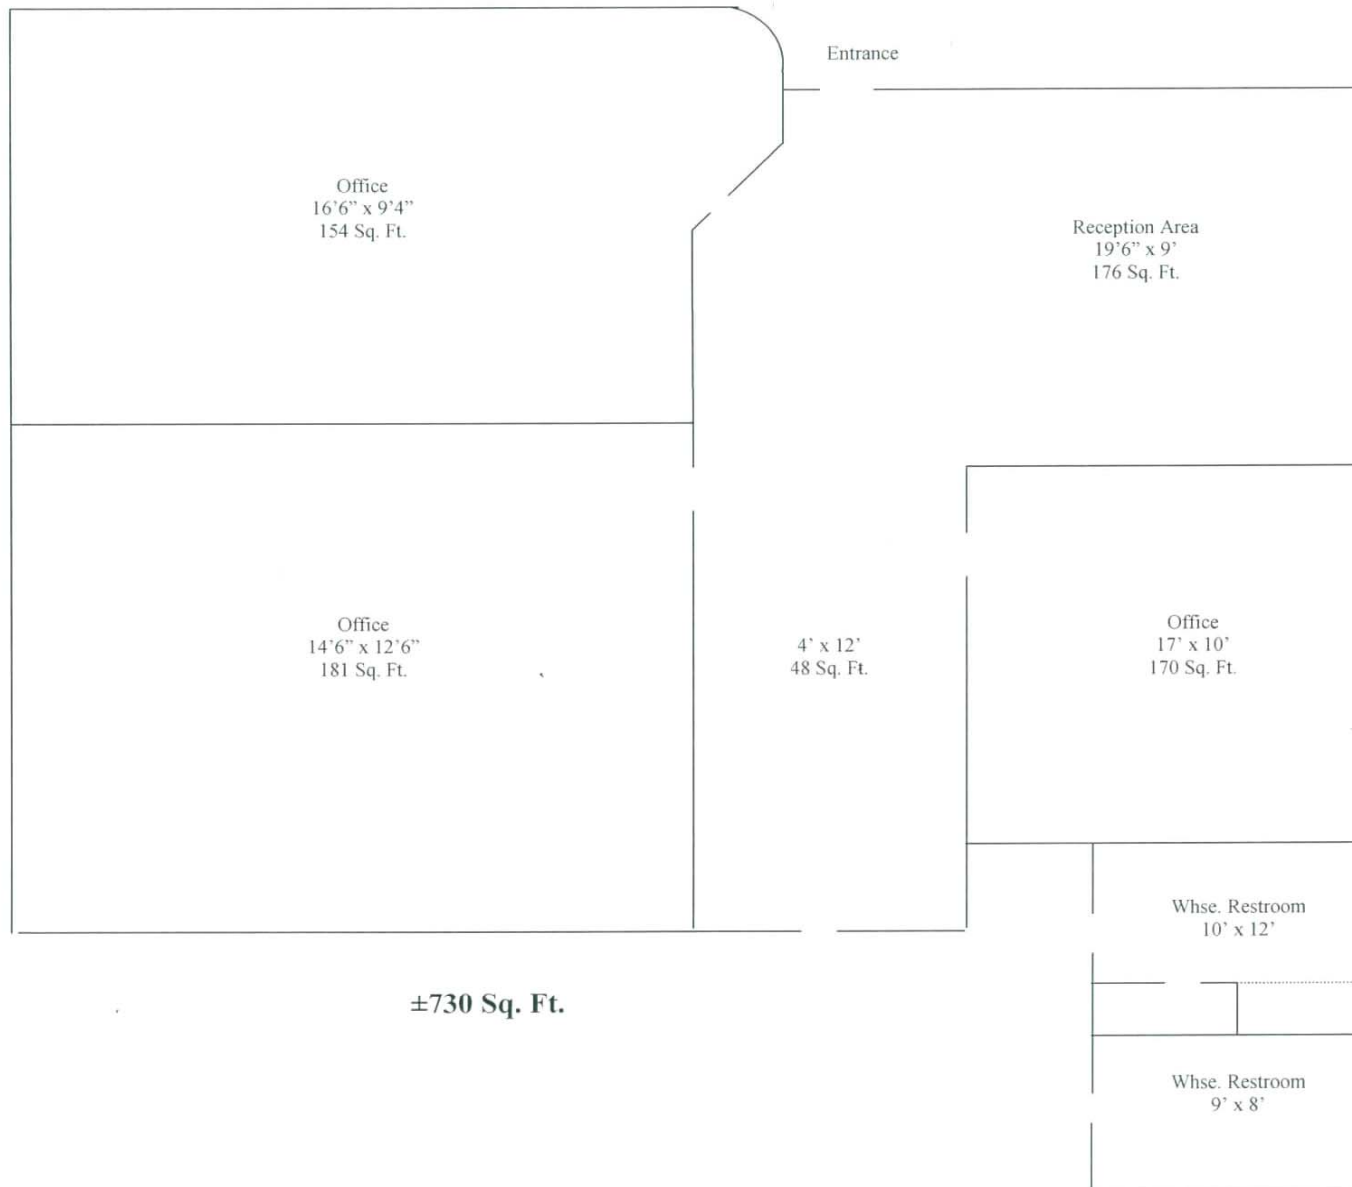 Entrance
Office
16’6” x 9’4”
154 Sq. Ft.
Reception Area
19’6” x 9’
176 Sq. Ft.
Office
14’6” x 12’6”
181 Sq. Ft.
4’ x 12’
48 Sq. Ft.
Office
17’ x 10’
170 Sq. Ft.
Whse. Restroom
10’ x 12’
±730 Sq. Ft.
Whse. Restroom
9’ x 8’